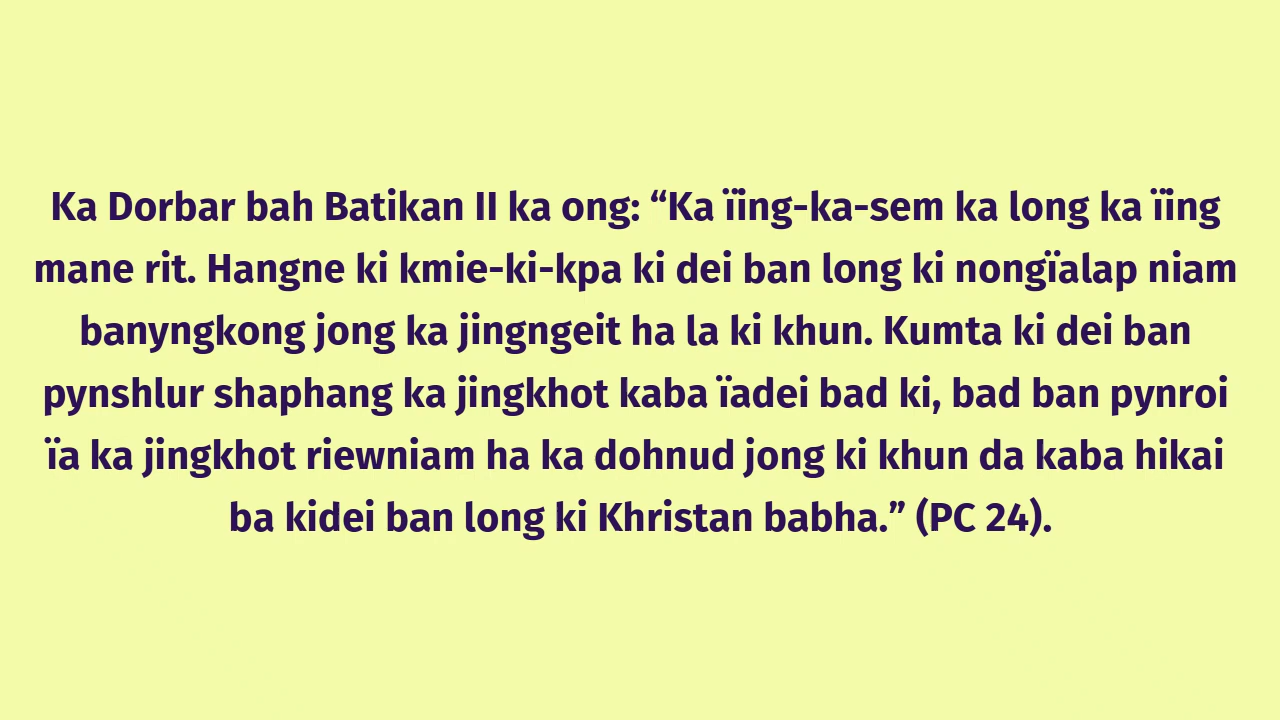 Ka Dorbar bah Batikan II ka ong: “Ka ïing-ka-sem ka long ka ïing
mane rit. Hangne ki kmie-ki-kpa ki dei ban long ki nongïalap niam
banyngkong jong ka jingngeit ha la ki khun. Kumta ki dei ban
pynshlur shaphang ka jingkhot kaba ïadei bad ki, bad ban pynroi
ïa ka jingkhot riewniam ha ka dohnud jong ki khun da kaba hikai
ba kidei ban long ki Khristan babha.” (PC 24).